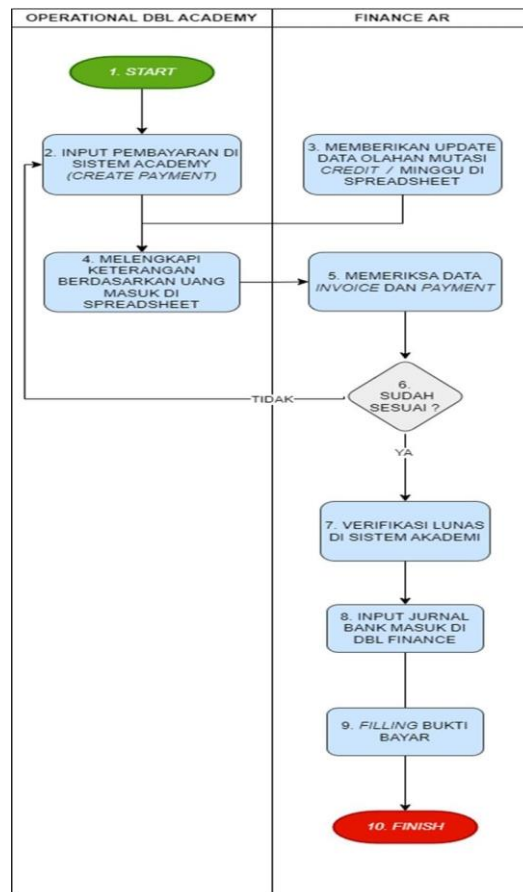 OPERATIONAL DBL ACADEMY
FINANCE AR
1. START
2. INPUT PEMBAYARAN DI
SISTEM ACADEMY
(CREATE PAYMENT)
3. MEMBERIKAN UPDATE
DATA OLAHAN MUTASI
CREDIT / MINGGU DI
SPREADSHEET
4. MELENGKAPI
KETERANGAN
BERDASARKAN UANG
MASUK DI
SPREADSHEET
5. MEMERIKSA DATA
INVOICE DAN PAYMENT
6.
SUDAH
SESUAI ?
TIDAK
YA
7. VERIFIKASI LUNAS
DI SISTEM AKADEMI
8. INPUT JURNAL
BANK MASUK DI
DBL FINANCE
9. FILLING BUKTI
BAYAR
10. FINISH